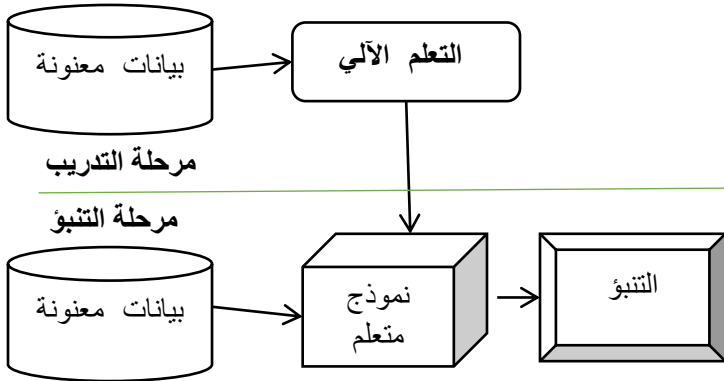 بيانات معنونة
التعلم الآلي
مرحلة التدريب
مرحلة التنبؤ
بيانات معنونة
نموذج
متعلم
التنبؤ